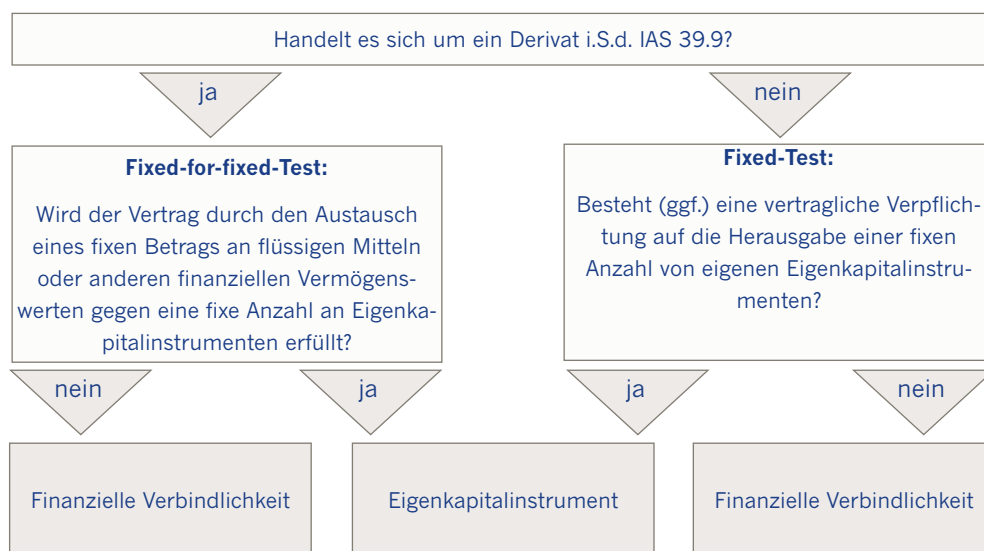 Handelt es sich um ein Derivat i.S.d. IAS 39.9?
ja
nein
Fixed-for-fixed-Test:
Wird der Vertrag durch den Austausch
eines fixen Betrags an flüssigen Mitteln
oder anderen finanziellen Vermögens-
werten gegen eine fixe Anzahl an Eigenka-
pitalinstrumenten erfüllt?
Fixed-Test:
Besteht (ggf.) eine vertragliche Verpflich-
tung auf die Herausgabe einer fixen
Anzahl von eigenen Eigenkapitalinstru-
menten?
nein
ja
ja
nein
Finanzielle Verbindlichkeit
Eigenkapitalinstrument
Finanzielle Verbindlichkeit